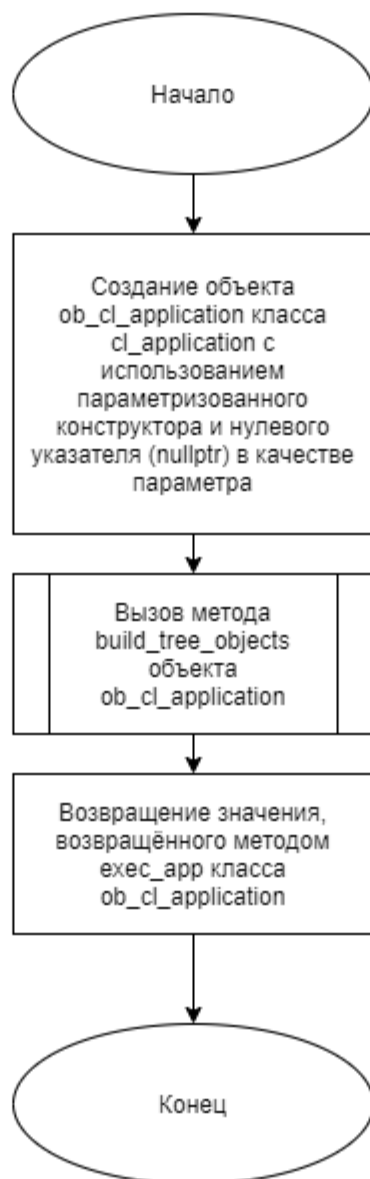 Начало
Создание объекта
ob_cl_application класса
cl_application с
использованием
параметризованного
конструктора и нулевого
указателя (nullptr) в качестве
параметра
Вызов метода
build_tree_objects
объекта
ob_cl_application
Возвращение значения,
возвращённого методом
exec_app класса
ob_cl_application
Конец